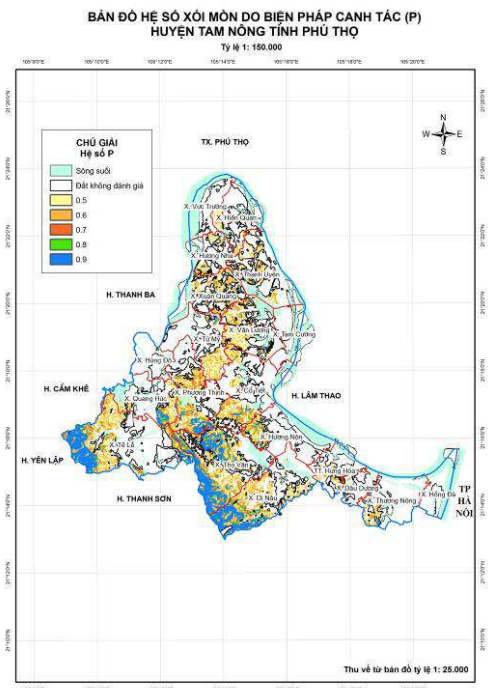 BẢN ĐỒ HỆ SỐ XÓI MÒN DO BIỆN PHÁP CANH TÁC (P)
HUYỆN TAM NÔNG TỈNH PHÚ THỌ
Tỷ lệ 1: 150.000
N
W E
S
CHÚ GIẢI
Hệ số P
Sông suối
Đất không đánh giá
0.5
0.6
0.7
0.8
0.9
TX. PHÚ THỌ
X. Vực Trường
X. Hiền Quan
X. Hương Nha
X. Thanh Uyên
H. THANH BA
X. Xuân Quang
X. Văn Lương
X. Tam Cường
X. Tứ Mỹ
X. Hùng Đô
H. CẨM KHÊ
X. Quang Húc
X. Phương Thịnh
X. Cổ Tiết
H. LÂM THAO
X. Tề Lễ
X. Hương Nộn
H. YÊN LẬP
X. Thọ Văn
TT. Hưng Hóa
H. THANH SƠN
X. Dị Nậu
X. Dậu Dương
X. Thượng Nông
X. Hồng Đà
TP
HÀ
NỘI
Thu về từ bản đồ tỷ lệ 1: 25.000